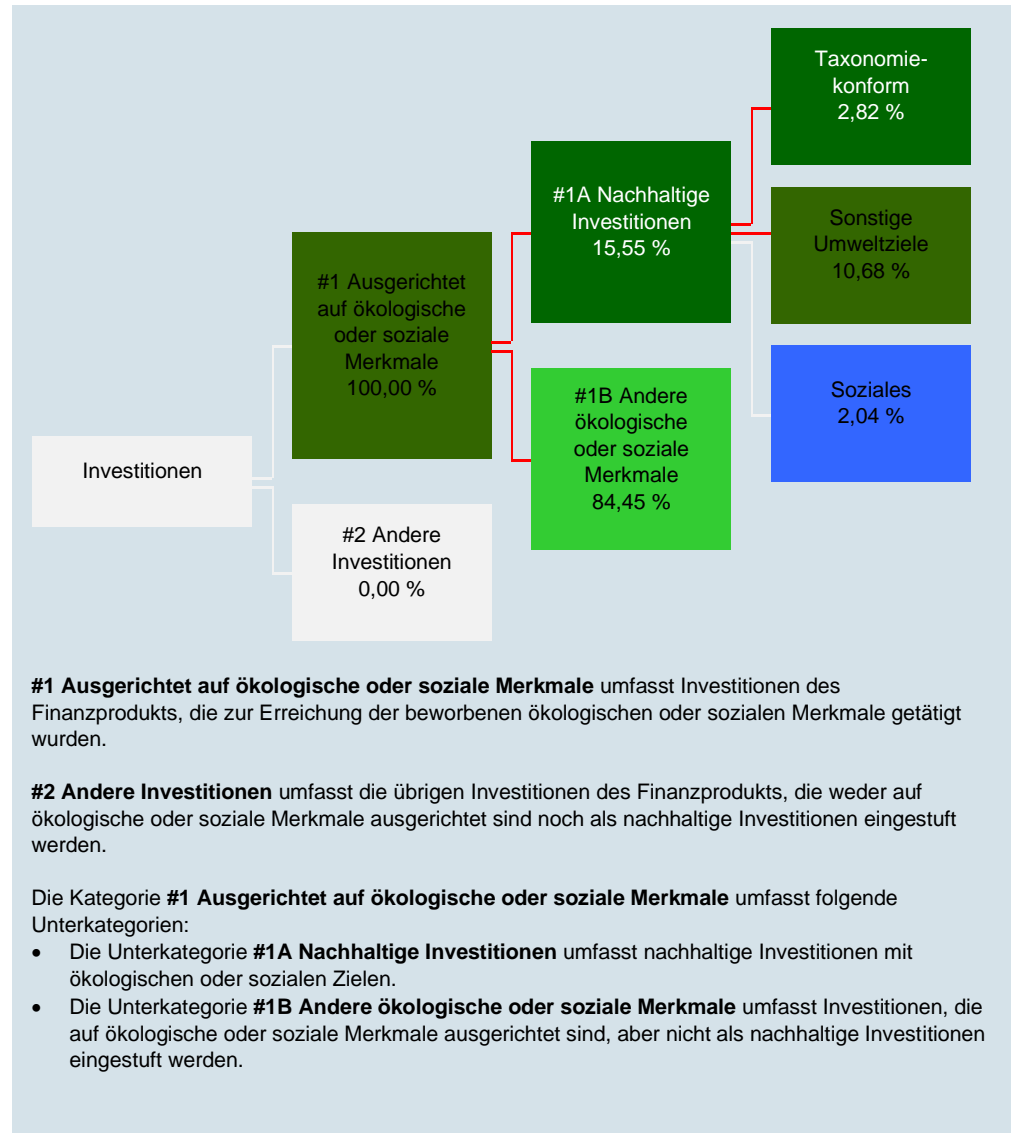 Taxonomie-
konform
2,82 %
#1A Nachhaltige
Investitionen
15,55 %
Sonstige
Umweltziele
10,68 %
#1 Ausgerichtet
auf ökologische
oder soziale
Merkmale
100,00 %
#1B Andere
ökologische
oder soziale
Merkmale
84,45 %
Soziales
2,04 %
Investitionen
#2 Andere
Investitionen
0,00 %
#1 Ausgerichtet auf ökologische oder soziale Merkmale umfasst Investitionen des
Finanzprodukts, die zur Erreichung der beworbenen ökologischen oder sozialen Merkmale getätigt
wurden.
#2 Andere Investitionen umfasst die übrigen Investitionen des Finanzprodukts, die weder auf
ökologische oder soziale Merkmale ausgerichtet sind noch als nachhaltige Investitionen eingestuft
werden.
Die Kategorie #1 Ausgerichtet auf ökologische oder soziale Merkmale umfasst folgende
Unterkategorien:
• Die Unterkategorie #1A Nachhaltige Investitionen umfasst nachhaltige Investitionen mit
ökologischen oder sozialen Zielen.
• Die Unterkategorie #1B Andere ökologische oder soziale Merkmale umfasst Investitionen, die
auf ökologische oder soziale Merkmale ausgerichtet sind, aber nicht als nachhaltige Investitionen
eingestuft werden.